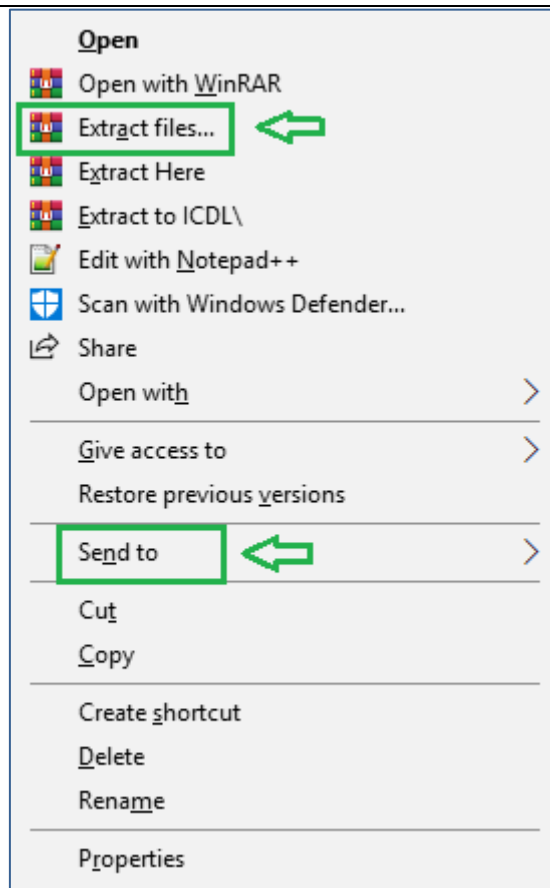 Open
Open with WinRAR
Extract files...
Extract Here
Extract to ICDL\
Edit with Notepad++
Scan with Windows Defender...
Share
Open with
Give access to
Restore previous versions
Send to
Cut
Copy
Create shortcut
Delete
Rename
Properties